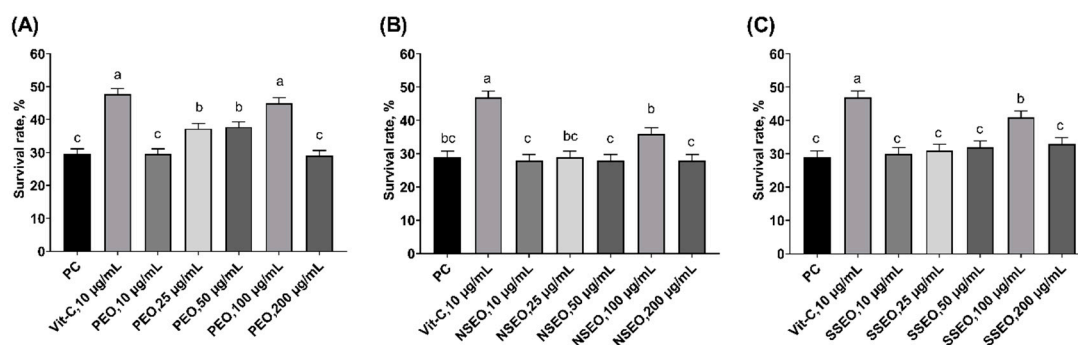 (A)
Survival rate, %
60
50
40
30
20
10
0
c
a
c
b
b
a
c
PC
Vit-C,10 µg/mL
PEO,10 µg/mL
PEO,25 µg/mL
PEO,50 µg/mL
PEO,100 µg/mL
PEO,200 µg/mL
(B)
Survival rate, %
60
50
40
30
20
10
0
bc
a
c
bc
c
b
c
PC
Vit-C,10 µg/mL
NSEO,10 µg/mL
NSEO,25 µg/mL
NSEO,50 µg/mL
NSEO,100 µg/mL
NSEO,200 µg/mL
(C)
Survival rate, %
60
50
40
30
20
10
0
c
a
c
c
c
b
c
PC
Vit-C,10 µg/mL
SSEO,10 µg/mL
SSEO,25 µg/mL
SSEO,50 µg/mL
SSEO,100 µg/mL
SSEO,200 µg/mL